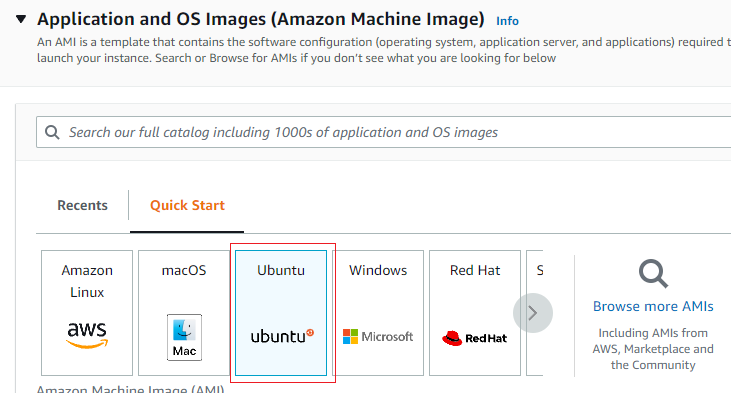 Application and OS Images (Amazon Machine Image) Info
An AMI is a template that contains the software configuration (operating system, application server, and applications) required t
launch your instance. Search or Browse for AMIs if you don't see what you are looking for below
Search our full catalog including 1000s of application and OS images
Recents
Quick Start
Amazon
Linux
aws
macOS
Mac
Ubuntu
ubuntu
Windows
Microsoft
Red Hat
RedHat
S
Browse more AMIs
Including AMIs from
AWS, Marketplace and
the Community
Amazon Machine Image (AMI)